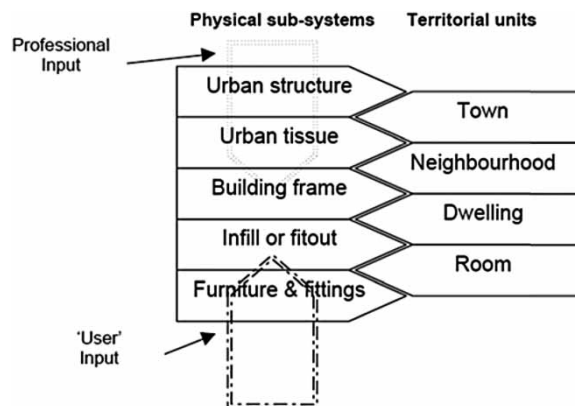 Physical sub-systems
Territorial units
Professional
Input
Urban structure
Town
Urban tissue
Neighbourhood
Building frame
Dwelling
Infill or fitout
Room
Furniture & fittings
'User'
Input